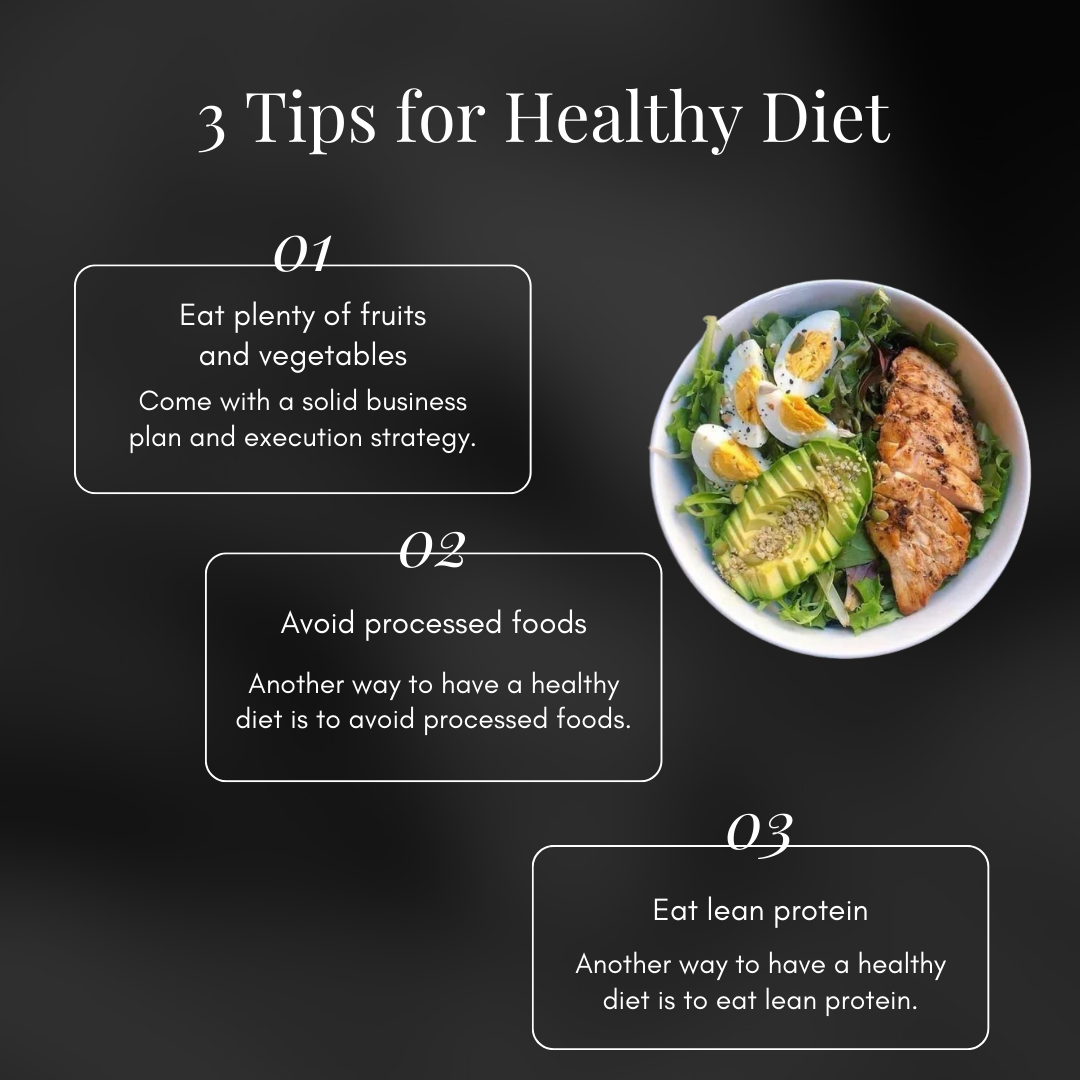 3 Tips for Healthy Diet
01
Eat plenty of fruits
and vegetables
Come with a solid business
plan and execution strategy.
02
Avoid processed foods
Another way to have a healthy
diet is to avoid processed foods.
03
Eat lean protein
Another way to have a healthy
diet is to eat lean protein.